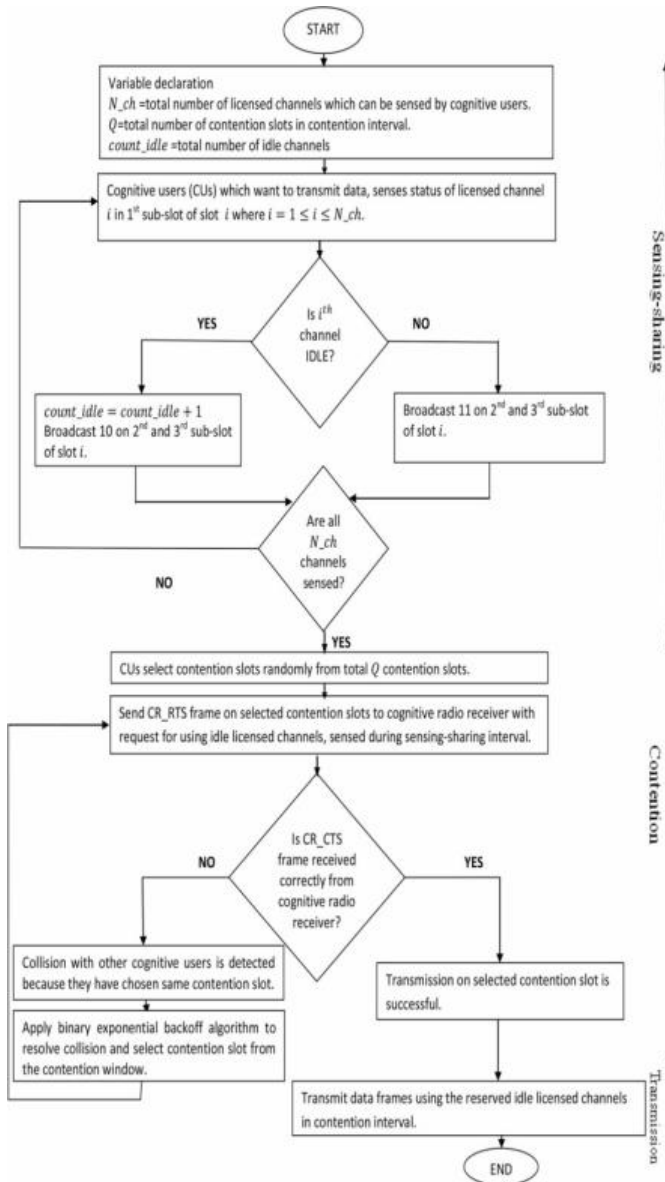 START
Variable declaration
N_ch =total number of licensed channels which can be sensed by cognitive users.
Q=total number of contention slots in contention interval.
count_idle =total number of idle channels
Cognitive users (CUs) which want to transmit data, senses status of licensed channel
i in 1st sub-slot of slot i where i = 1 ≤ i ≤ N_ch.
Is i^th
channel
IDLE?
YES
NO
count_idle = count_idle + 1
Broadcast 10 on 2nd and 3rd sub-slot
of slot i.
Broadcast 11 on 2nd and 3rd sub-slot
of slot i.
Are all
N_ch
channels
sensed?
NO
YES
Sensing-sharing
CUs select contention slots randomly from total Q contention slots.
Send CR_RTS frame on selected contention slots to cognitive radio receiver with
request for using idle licensed channels, sensed during sensing-sharing interval.
Is CR_CTS
frame received
correctly from
cognitive radio
receiver?
NO
YES
Contention
Collision with other cognitive users is detected
because they have chosen same contention slot.
Apply binary exponential backoff algorithm to
resolve collision and select contention slot from
the contention window.
Transmission on selected contention slot is
successful.
Transmit data frames using the reserved idle licensed channels
in contention interval.
Transmission
END